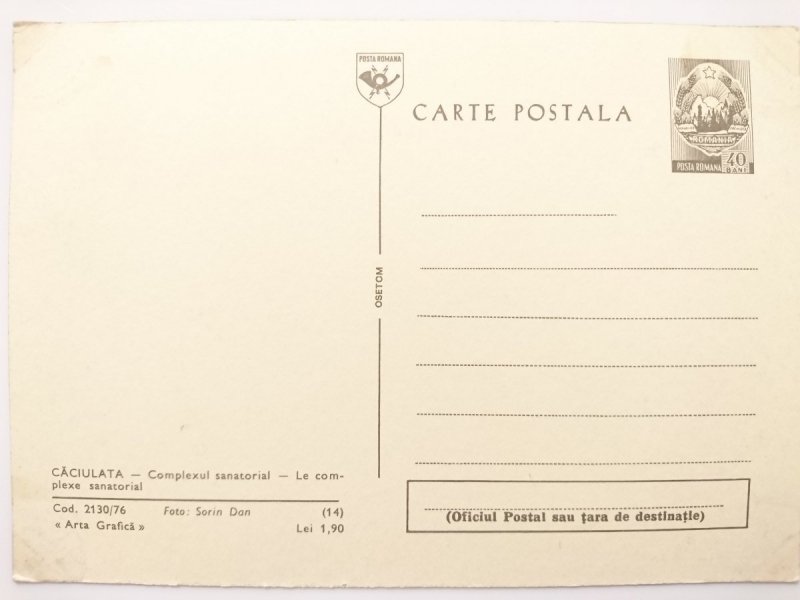 POSTA ROMANA
CARTE POSTALA
ROMANIA
POSTA ROMANA 40 BANI
OSETCM
CĂCIULATA — Complexul sanatorial — Le com-
plexe sanatorial
Cod. 2130/76 Foto: Sorin Dan (14)
« Arta Grafică » Lei 1,90
(Oficiul Postal sau țara de destinație)